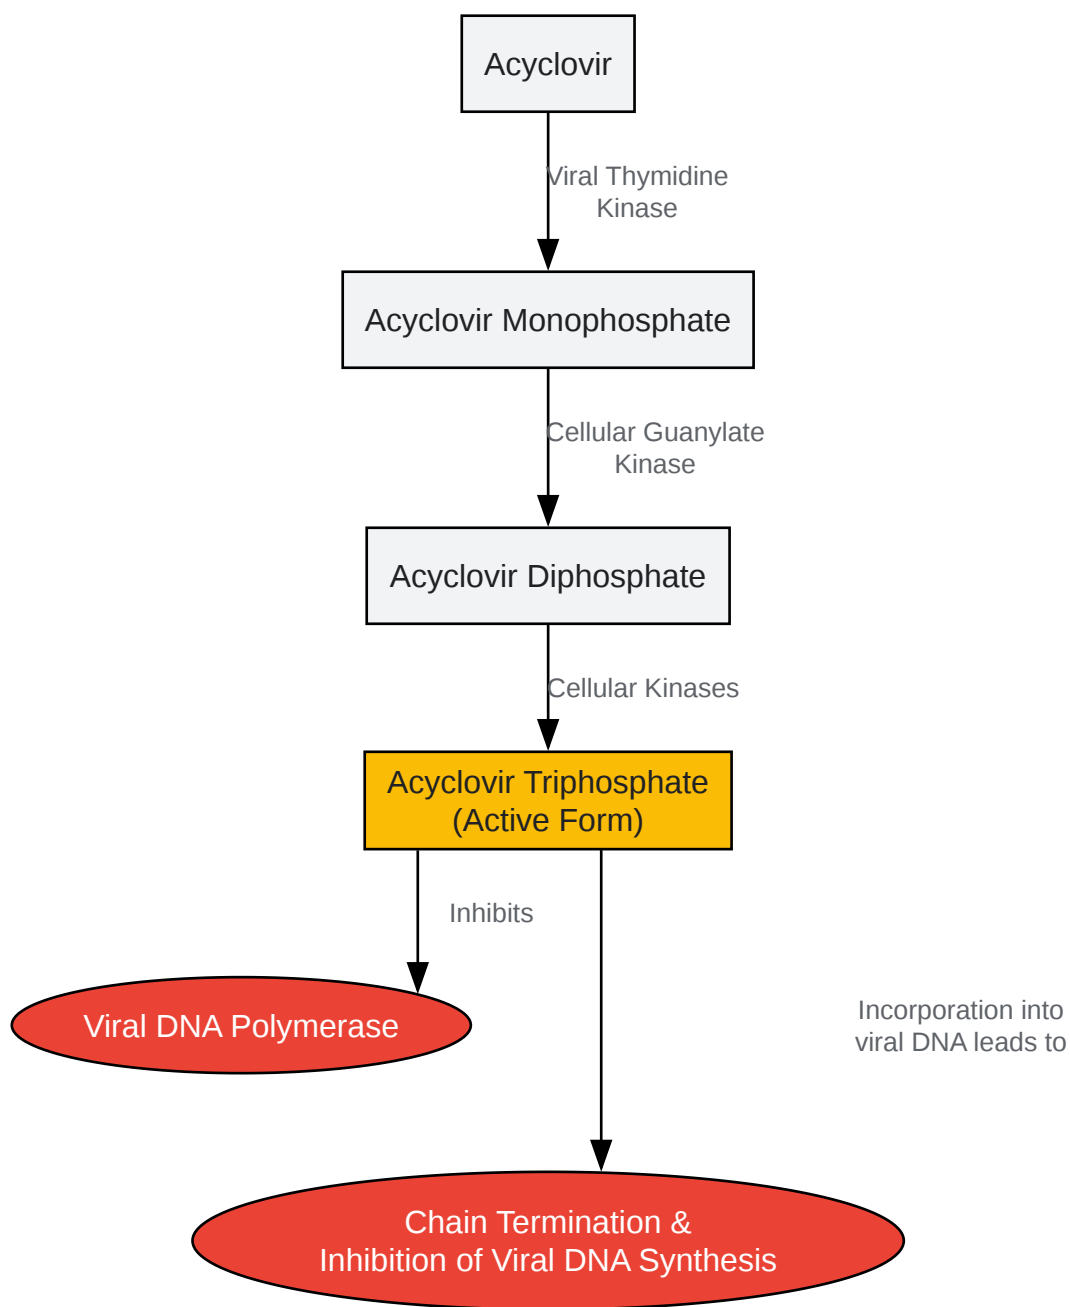 Acyclovir
Viral Thymidine
Kinase
Acyclovir Monophosphate
Cellular Guanylate
Kinase
Acyclovir Diphosphate
Cellular Kinases
Acyclovir Triphosphate
(Active Form)
Inhibits
Viral DNA Polymerase
Incorporation into
viral DNA leads to
Chain Termination &
Inhibition of Viral DNA Synthesis